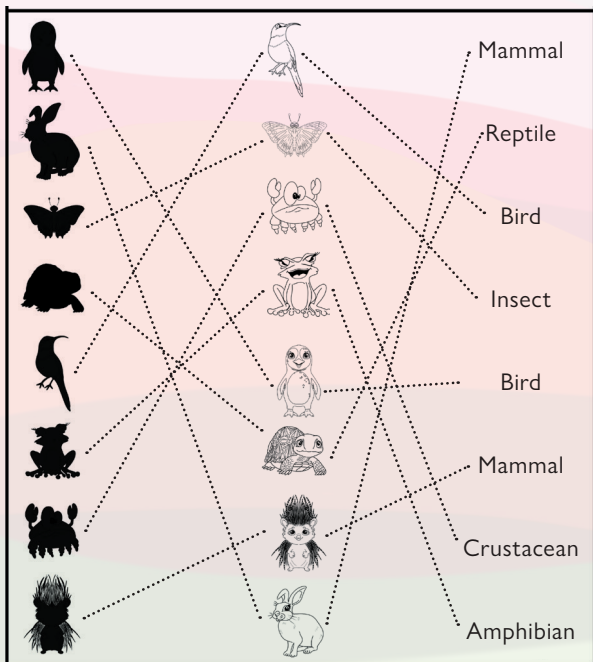 Mammal
Reptile
Bird
Insect
Bird
Mammal
Crustacean
Amphibian